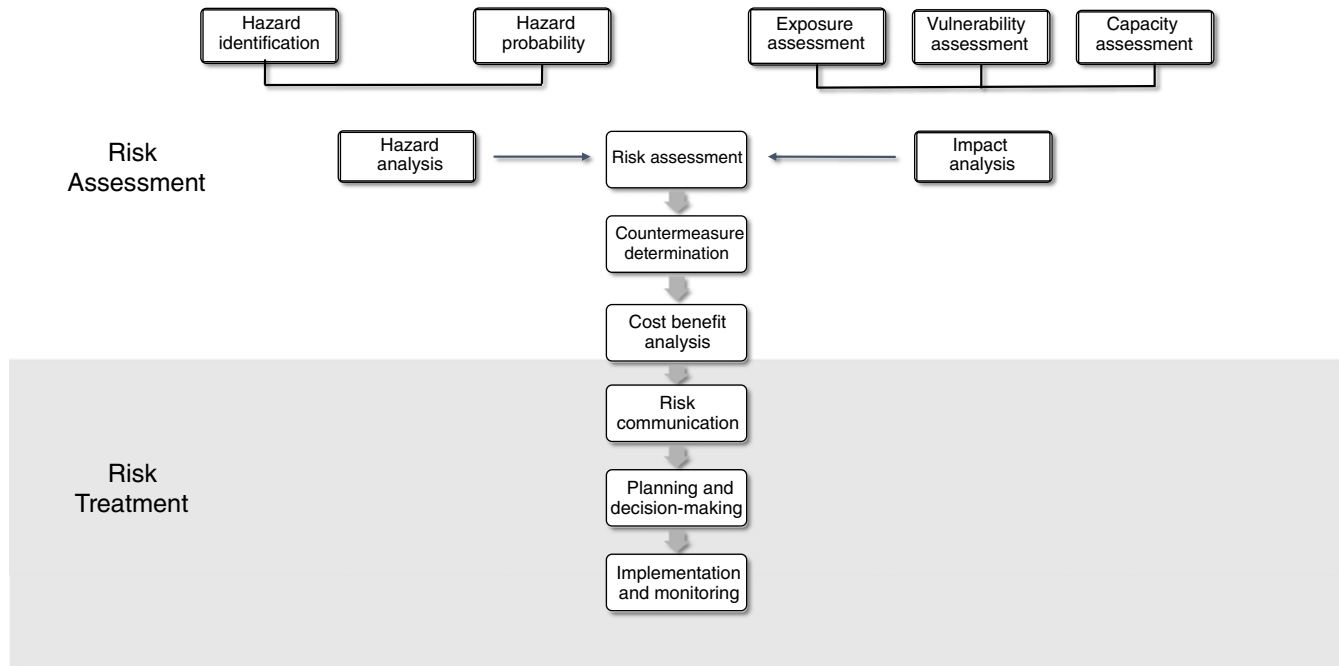 Hazard
identification
Hazard
probability
Exposure
assessment
Vulnerability
assessment
Capacity
assessment
Risk
Assessment
Hazard
analysis
Risk assessment
Impact
analysis
Countermeasure
determination
Cost benefit
analysis
Risk
communication
Risk
Treatment
Planning and
decision-making
Implementation
and monitoring